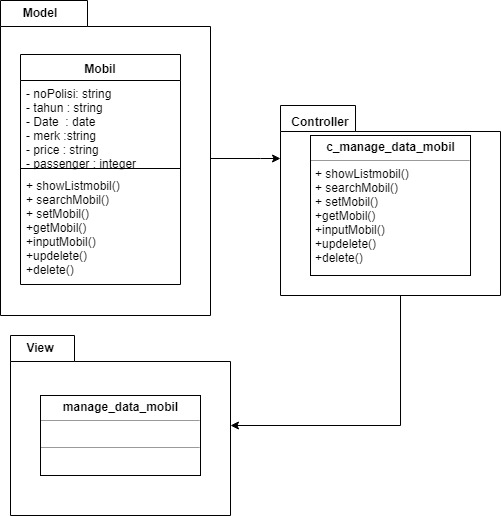 Model
Mobil
- noPolisi: string
- tahun : string
- Date : date
- merk :string
- price : string
- passenger : integer
+ showListmobil()
+ searchMobil()
+ setMobil()
+getMobil()
+inputMobil()
+updelete()
+delete()
Controller
c_manage_data_mobil
+ showListmobil()
+ searchMobil()
+ setMobil()
+getMobil()
+inputMobil()
+updelete()
+delete()
View
manage_data_mobil